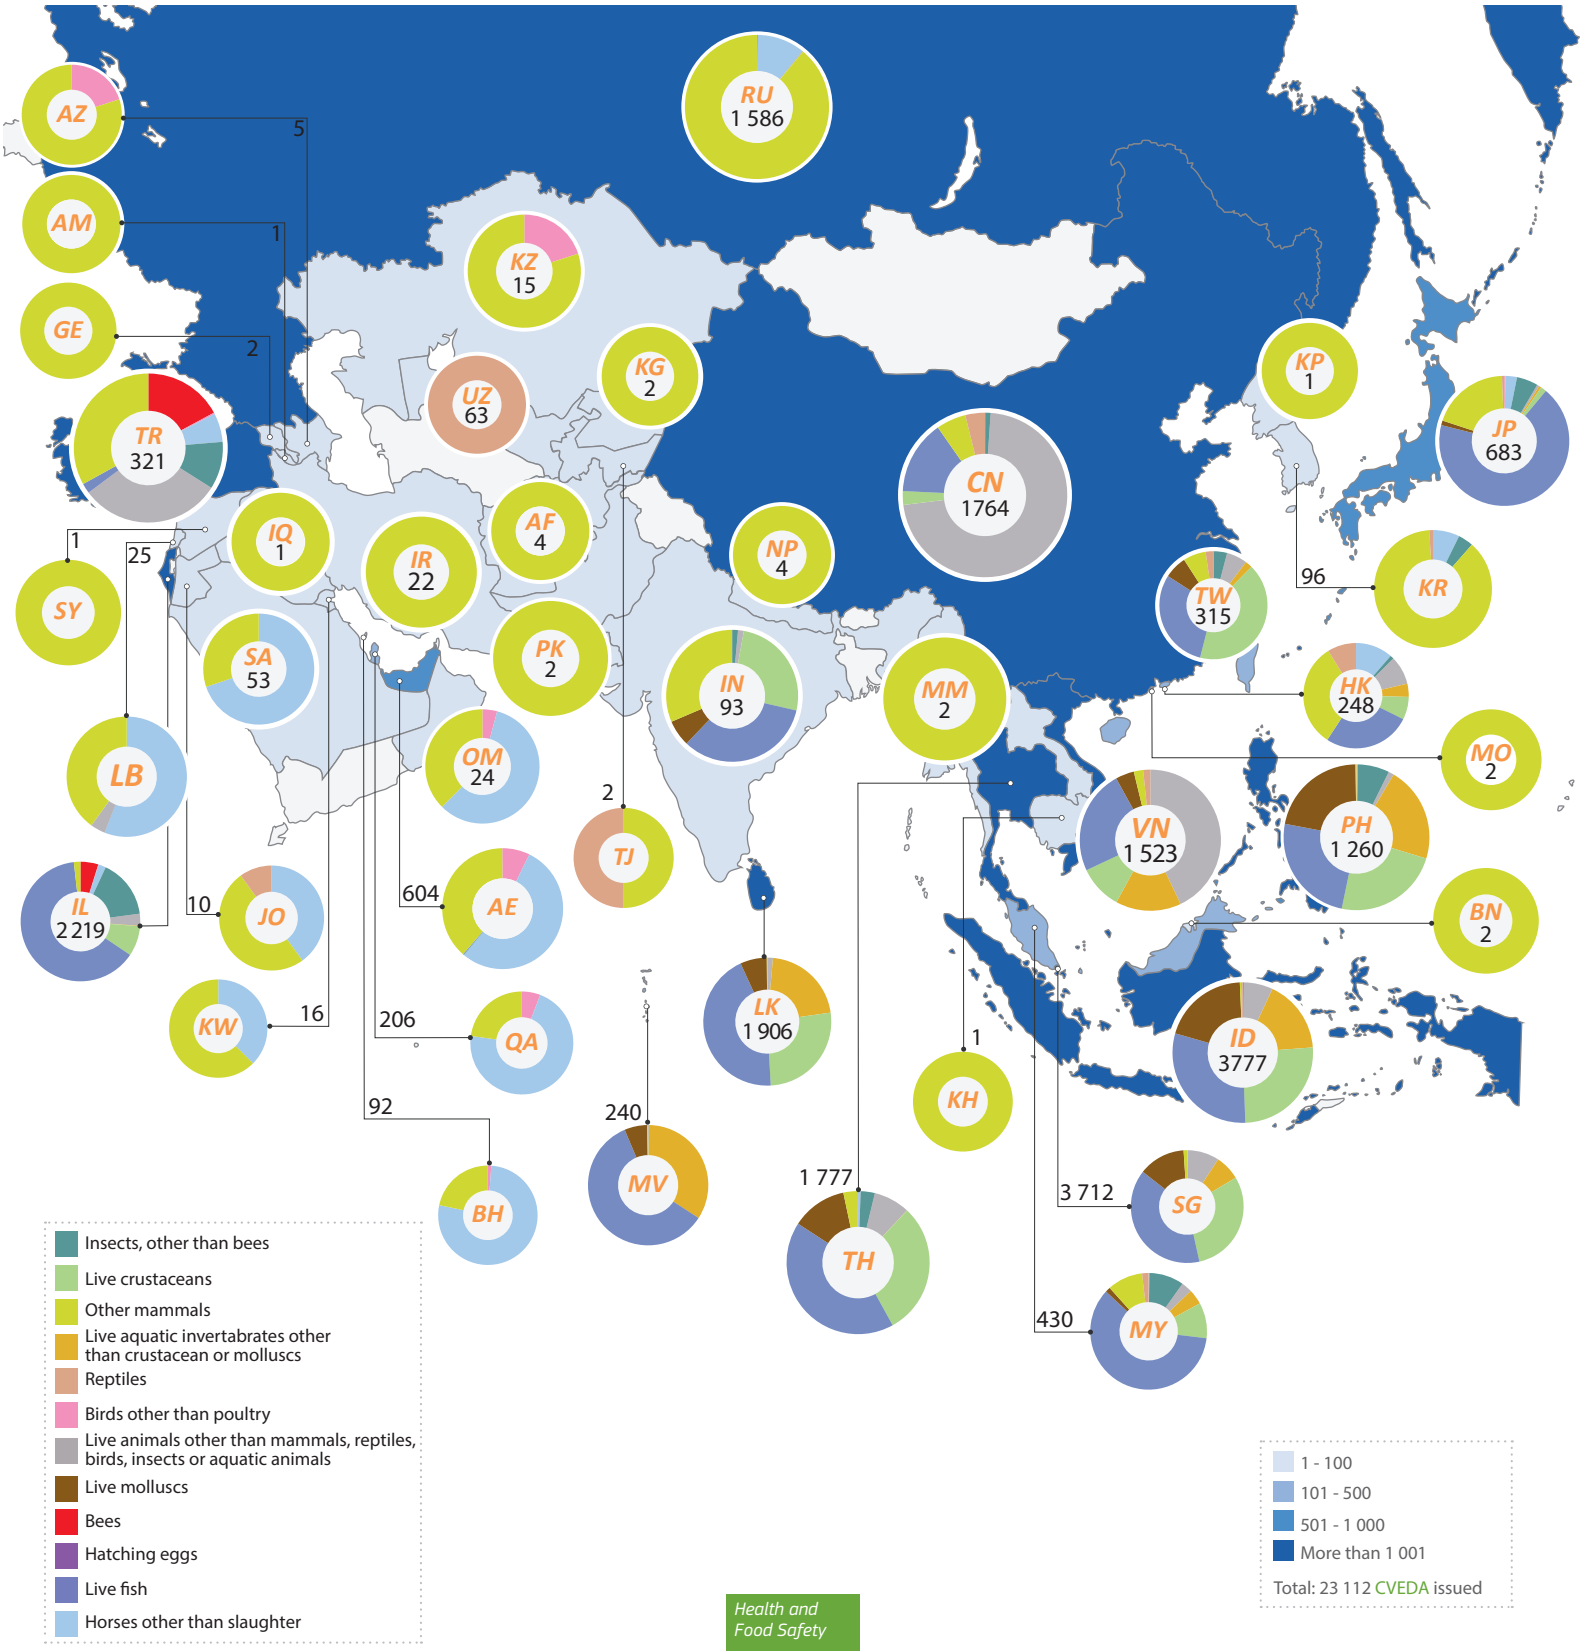 RU
1 586
AZ
5
AM
1
GE
2
KZ
15
KG
2
UZ
63
KP
1
TR
321
JP
683
CN
1764
IQ
1
IR
22
AF
4
NP
4
1
25
SY
TW
315
96
KR
SA
53
PK
2
IN
93
MM
2
HK
248
LB
OM
24
MO
2
2
TJ
VN
1 523
PH
1 260
IL
2 219
10
JO
604
AE
BN
2
KW
16
206
QA
LK
1 906
ID
3777
1
KH
92
BH
240
MV
1 777
TH
3 712
SG
430
MY
Insects, other than bees
Live crustaceans
Other mammals
Live aquatic invertabrates other
than crustacean or molluscs
Reptiles
Birds other than poultry
Live animals other than mammals, reptiles,
birds, insects or aquatic animals
Live molluscs
Bees
Hatching eggs
Live fish
Horses other than slaughter
1 - 100
101 - 500
501 - 1 000
More than 1 001
Total: 23 112 CVEDA issued
Health and
Food Safety